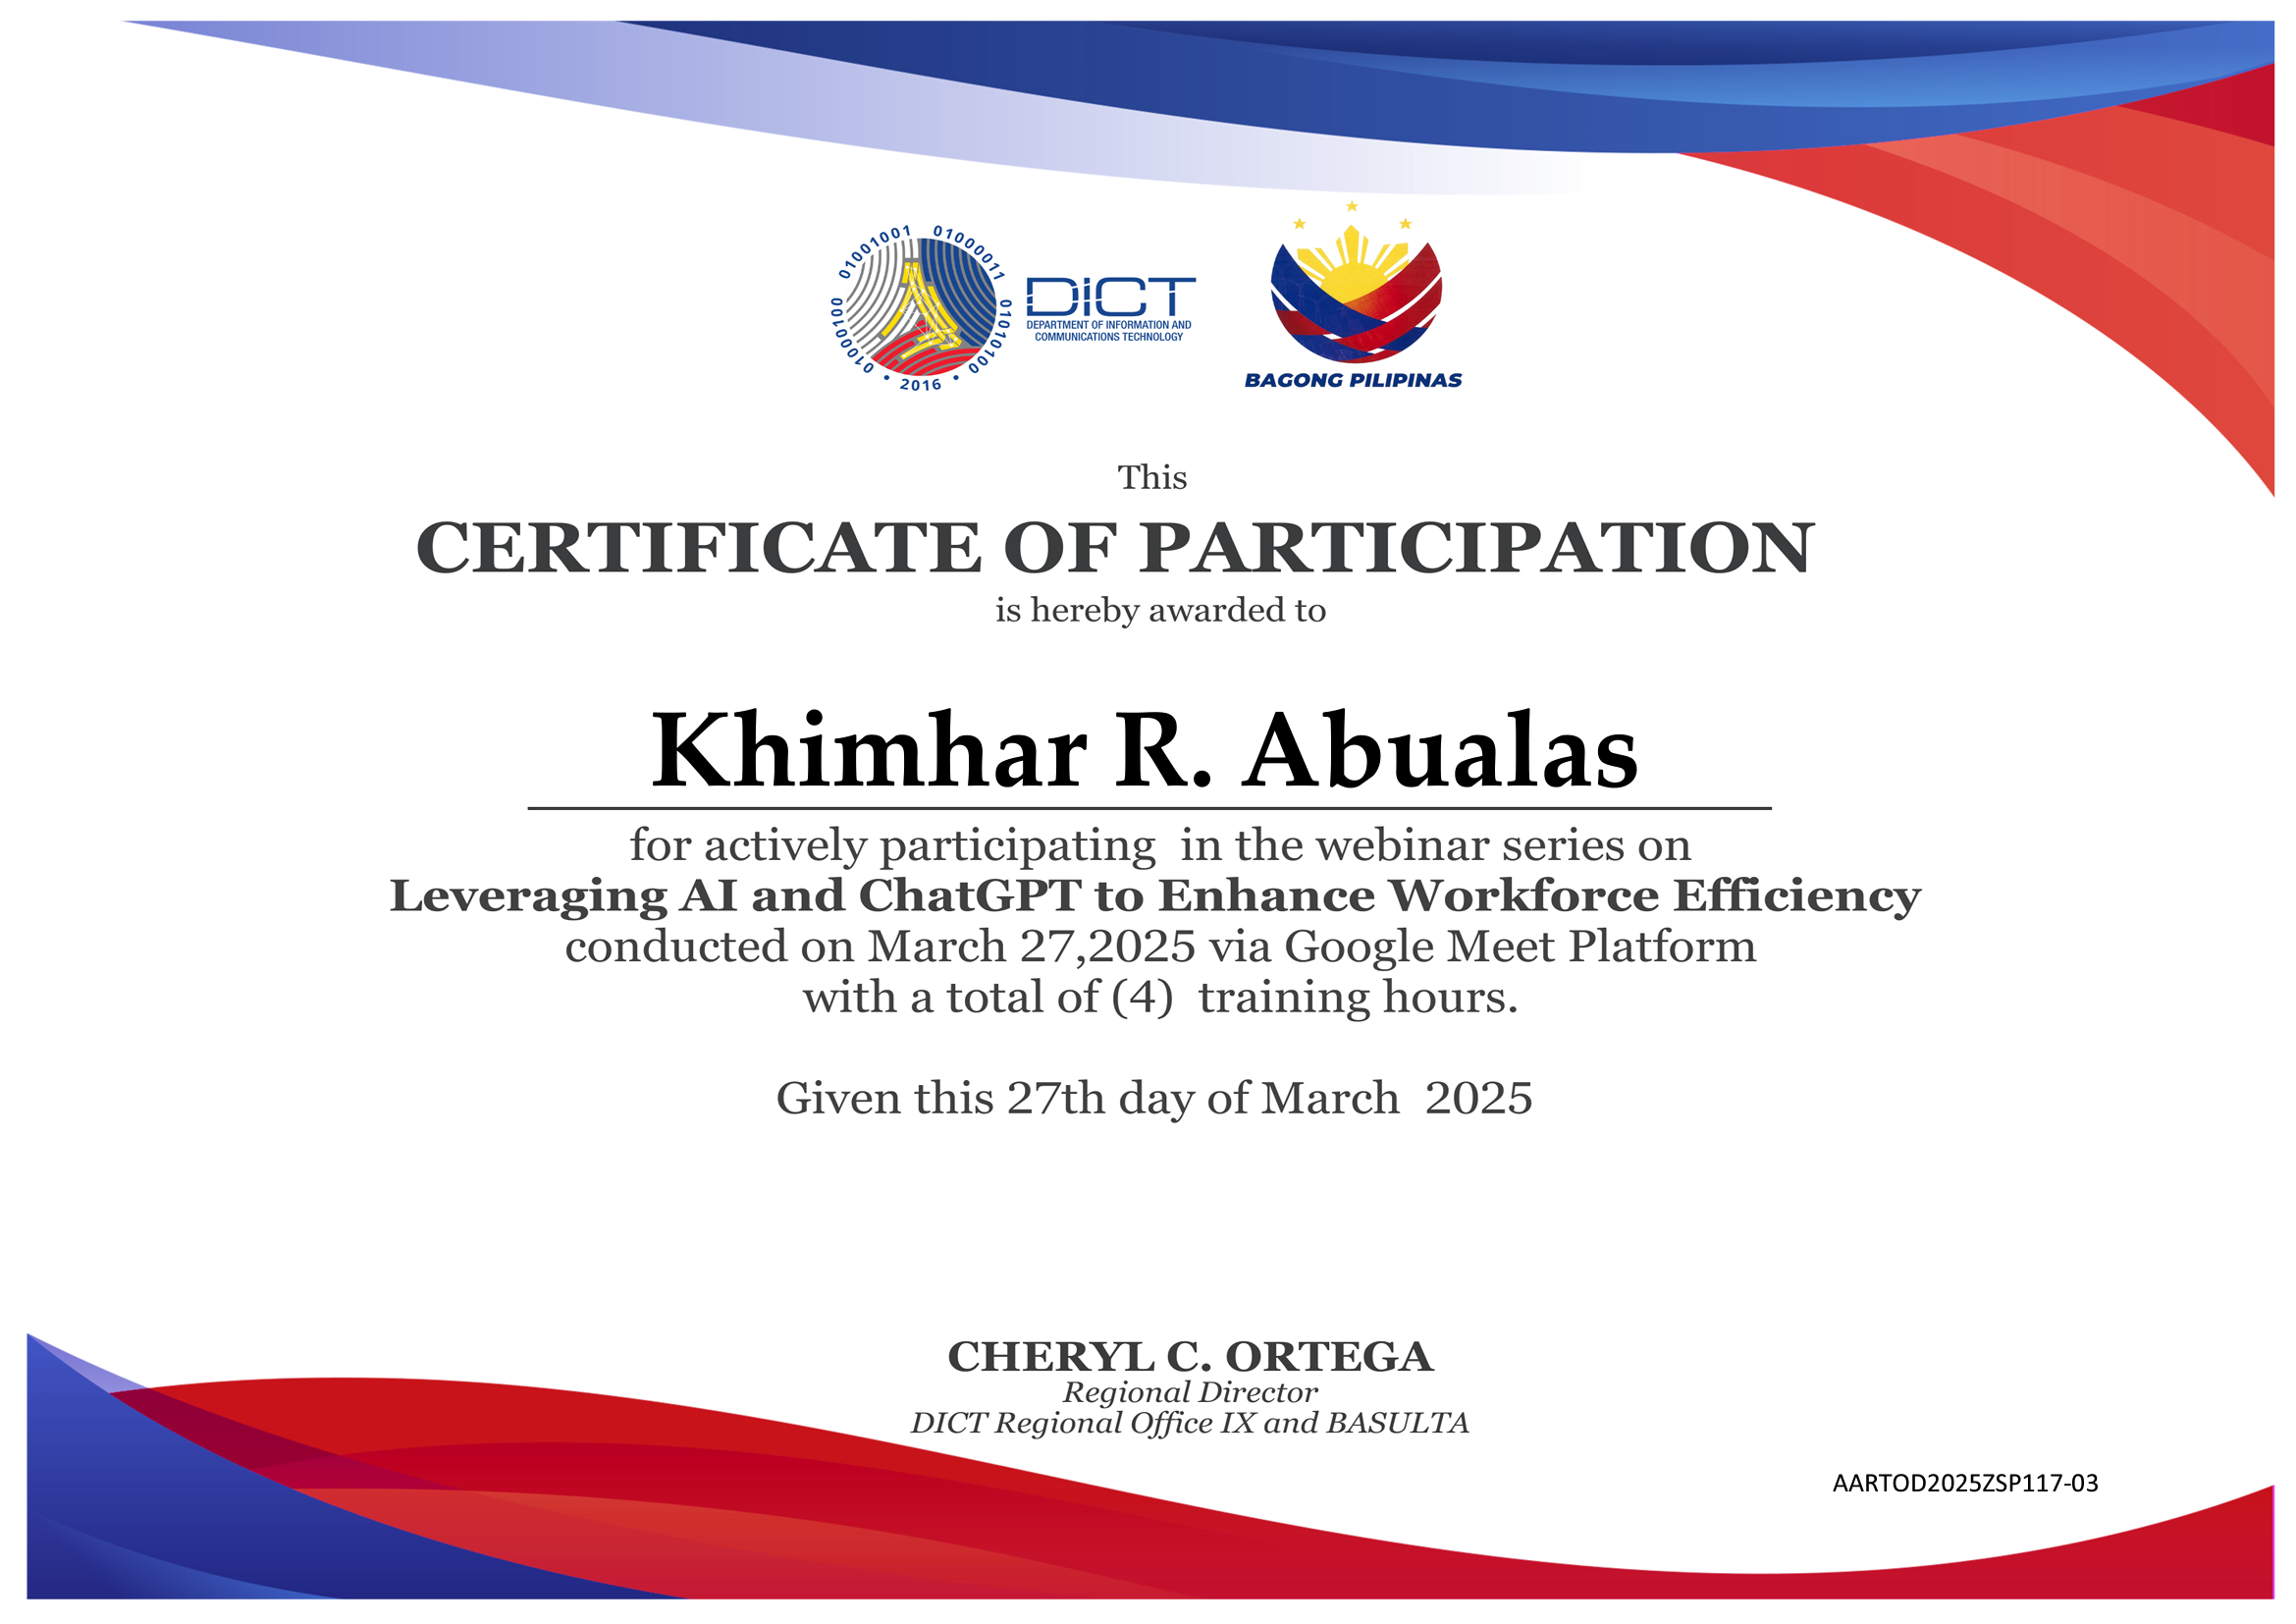 01000100 01001001 01000011 01010100
• 2016 •
DICT
DEPARTMENT OF INFORMATION AND
COMMUNICATIONS TECHNOLOGY
BAGONG PILIPINAS
This
CERTIFICATE OF PARTICIPATION
is hereby awarded to
Khimhar R. Abualas
for actively participating  in the webinar series on
Leveraging AI and ChatGPT to Enhance Workforce Efficiency
conducted on March 27,2025 via Google Meet Platform
with a total of (4)  training hours.
Given this 27th day of March  2025
CHERYL C. ORTEGA
Regional Director
DICT Regional Office IX and BASULTA
AARTOD2025ZSP117-03